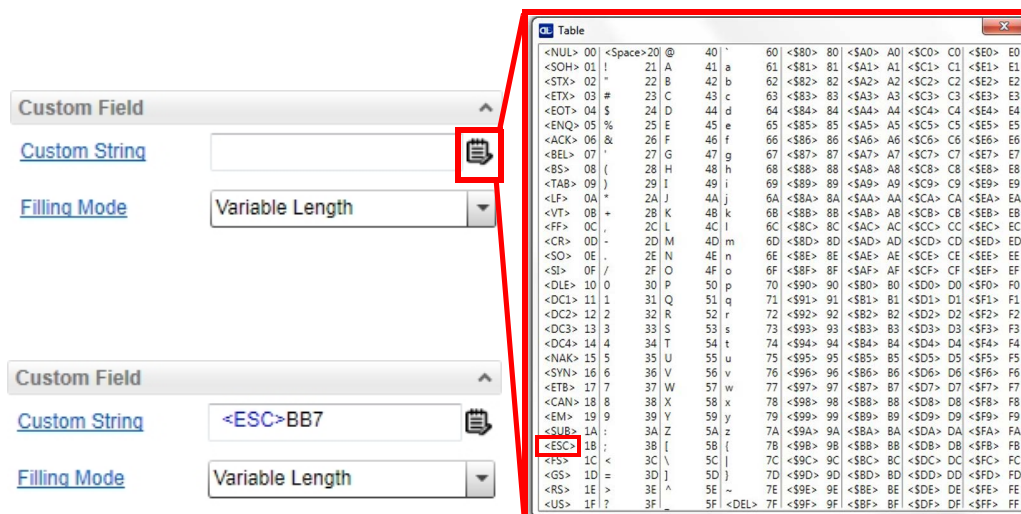 Custom Field
Custom String
Filling Mode Variable Length
Custom Field
Custom String <ESC>BB7
Filling Mode Variable Length
DL Table
<NUL> 00 <Space> 20 @ 40 ` 60 <$80> 80 <$A0> A0 <$C0> C0 <$E0> E0
<SOH> 01 ! 21 A 41 a 61 <$81> 81 <$A1> A1 <$C1> C1 <$E1> E1
<STX> 02 " 22 B 42 b 62 <$82> 82 <$A2> A2 <$C2> C2 <$E2> E2
<ETX> 03 # 23 C 43 c 63 <$83> 83 <$A3> A3 <$C3> C3 <$E3> E3
<EOT> 04 $ 24 D 44 d 64 <$84> 84 <$A4> A4 <$C4> C4 <$E4> E4
<ENQ> 05 % 25 E 45 e 65 <$85> 85 <$A5> A5 <$C5> C5 <$E5> E5
<ACK> 06 & 26 F 46 f 66 <$86> 86 <$A6> A6 <$C6> C6 <$E6> E6
<BEL> 07 ' 27 G 47 g 67 <$87> 87 <$A7> A7 <$C7> C7 <$E7> E7
<BS> 08 ( 28 H 48 h 68 <$88> 88 <$A8> A8 <$C8> C8 <$E8> E8
<TAB> 09 ) 29 I 49 i 69 <$89> 89 <$A9> A9 <$C9> C9 <$E9> E9
<LF> 0A * 2A J 4A j 6A <$8A> 8A <$AA> AA <$CA> CA <$EA> EA
<VT> 0B + 2B K 4B k 6B <$8B> 8B <$AB> AB <$CB> CB <$EB> EB
<FF> 0C , 2C L 4C l 6C <$8C> 8C <$AC> AC <$CC> CC <$EC> EC
<CR> 0D - 2D M 4D m 6D <$8D> 8D <$AD> AD <$CD> CD <$ED> ED
<SO> 0E . 2E N 4E n 6E <$8E> 8E <$AE> AE <$CE> CE <$EE> EE
<SI> 0F / 2F O 4F o 6F <$8F> 8F <$AF> AF <$CF> CF <$EF> EF
<DLE> 10 0 30 P 50 p 70 <$90> 90 <$B0> B0 <$D0> D0 <$F0> F0
<DC1> 11 1 31 Q 51 q 71 <$91> 91 <$B1> B1 <$D1> D1 <$F1> F1
<DC2> 12 2 32 R 52 r 72 <$92> 92 <$B2> B2 <$D2> D2 <$F2> F2
<DC3> 13 3 33 S 53 s 73 <$93> 93 <$B3> B3 <$D3> D3 <$F3> F3
<DC4> 14 4 34 T 54 t 74 <$94> 94 <$B4> B4 <$D4> D4 <$F4> F4
<NAK> 15 5 35 U 55 u 75 <$95> 95 <$B5> B5 <$D5> D5 <$F5> F5
<SYN> 16 6 36 V 56 v 76 <$96> 96 <$B6> B6 <$D6> D6 <$F6> F6
<ETB> 17 7 37 W 57 w 77 <$97> 97 <$B7> B7 <$D7> D7 <$F7> F7
<CAN> 18 8 38 X 58 x 78 <$98> 98 <$B8> B8 <$D8> D8 <$F8> F8
<EM> 19 9 39 Y 59 y 79 <$99> 99 <$B9> B9 <$D9> D9 <$F9> F9
<SUB> 1A : 3A Z 5A z 7A <$9A> 9A <$BA> BA <$DA> DA <$FA> FA
<ESC> 1B ; 3B [ 5B { 7B <$9B> 9B <$BB> BB <$DB> DB <$FB> FB
<FS> 1C < 3C \ 5C | 7C <$9C> 9C <$BC> BC <$DC> DC <$FC> FC
<GS> 1D = 3D ] 5D } 7D <$9D> 9D <$BD> BD <$DD> DD <$FD> FD
<RS> 1E > 3E ^ 5E ~ 7E <$9E> 9E <$BE> BE <$DE> DE <$FE> FE
<US> 1F ? 3F _ 5F <DEL> 7F <$9F> 9F <$BF> BF <$DF> DF <$FF> FF